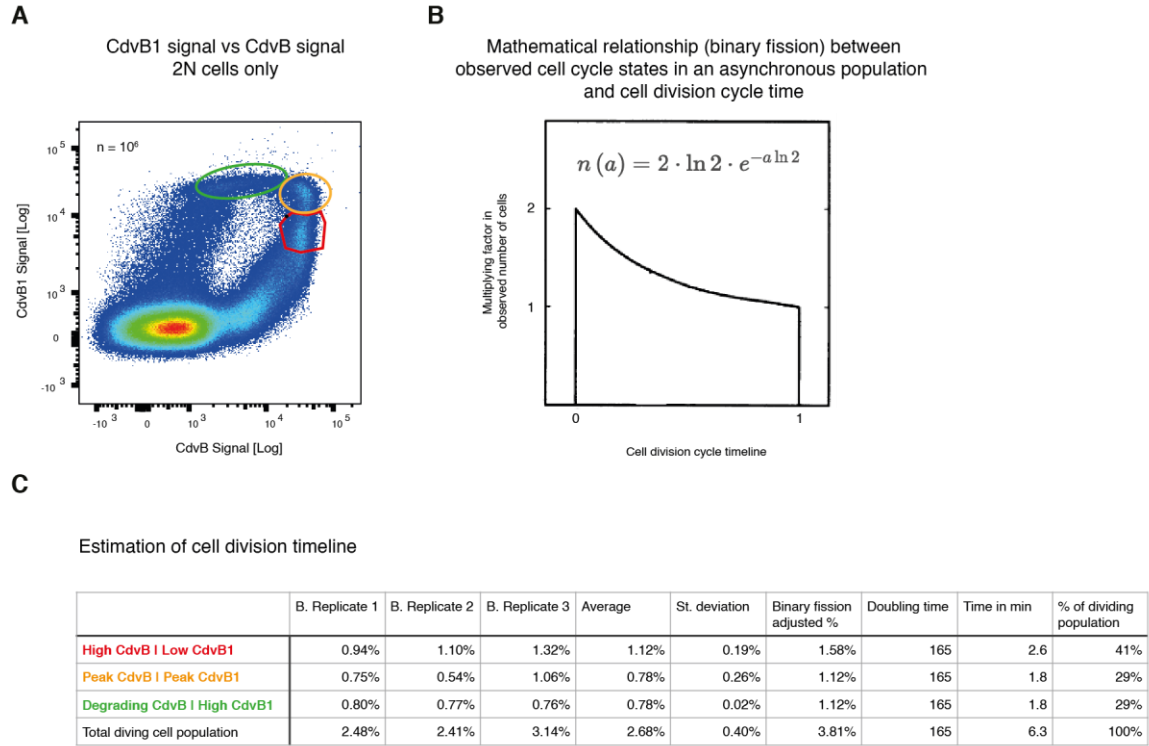 A
CdvB1 signal vs CdvB signal
2N cells only
n = 10⁶
10⁵
10⁴
10³
0
-10³
CdvB1 Signal [Log]
-10³ 0 10³ 10⁴ 10⁵
CdvB Signal [Log]
B
Mathematical relationship (binary fission) between
observed cell cycle states in an asynchronous population
and cell division cycle time
n (a) = 2 · ln 2 · e^{−a ln 2}
Multiplying factor in
observed number of cells
2
1
0 1
Cell division cycle timeline
C
Estimation of cell division timeline
B. Replicate 1 B. Replicate 2 B. Replicate 3 Average St. deviation Binary fission adjusted % Doubling time Time in min % of dividing population
High CdvB I Low CdvB1 0.94% 1.10% 1.32% 1.12% 0.19% 1.58% 165 2.6 41%
Peak CdvB I Peak CdvB1 0.75% 0.54% 1.06% 0.78% 0.26% 1.12% 165 1.8 29%
Degrading CdvB I High CdvB1 0.80% 0.77% 0.76% 0.78% 0.02% 1.12% 165 1.8 29%
Total diving cell population 2.48% 2.41% 3.14% 2.68% 0.40% 3.81% 165 6.3 100%